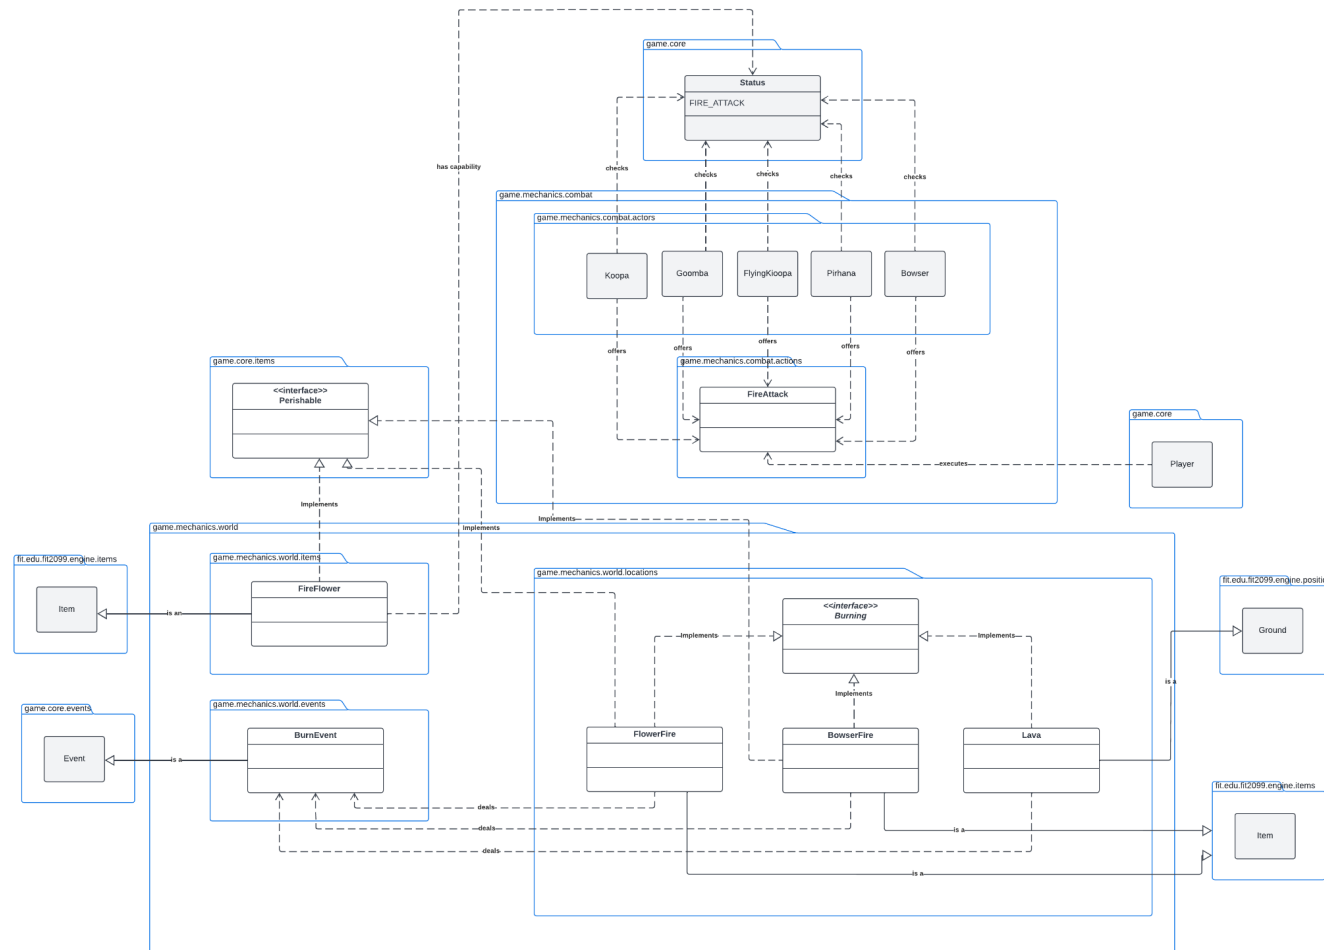 game.core
Status
FIRE_ATTACK
has capability
checks
checks
checks
checks
checks
game.mechanics.combat
game.mechanics.combat.actors
Koopa
Goomba
FlyingKioopa
Pirhana
Bowser
offers
offers
offers
offers
offers
game.core.items
<<interface>>
Perishable
game.mechanics.combat.actions
FireAttack
game.core
Player
executes
Implements
Implements
Implements
game.mechanics.world
fit.edu.fit2099.engine.items
Item
is an
game.mechanics.world.items
FireFlower
game.mechanics.world.locations
<<interface>>
Burning
Implements
Implements
Implements
fit.edu.fit2099.engine.positi
Ground
is a
game.core.events
Event
is a
game.mechanics.world.events
BurnEvent
FlowerFire
BowserFire
Lava
deals
deals
deals
is a
is a
fit.edu.fit2099.engine.items
Item